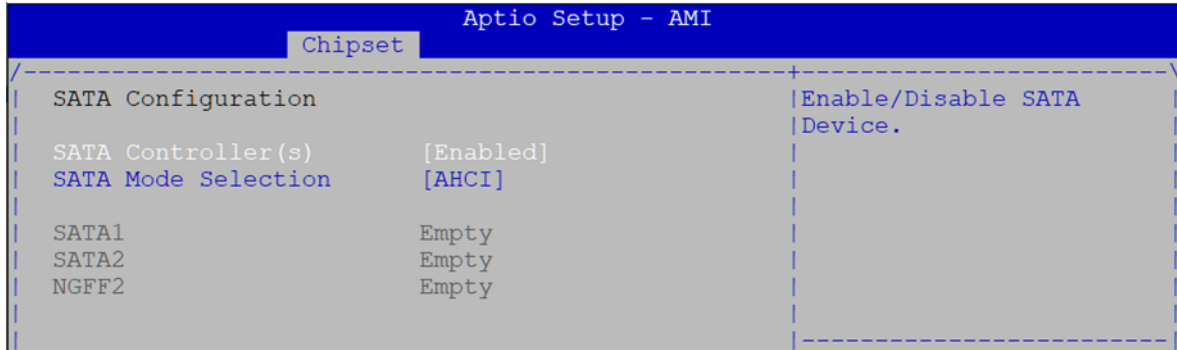 Aptio Setup - AMI
Chipset
SATA Configuration
Enable/Disable SATA
Device.
SATA Controller(s) [Enabled]
SATA Mode Selection [AHCI]
SATA1 Empty
SATA2 Empty
NGFF2 Empty